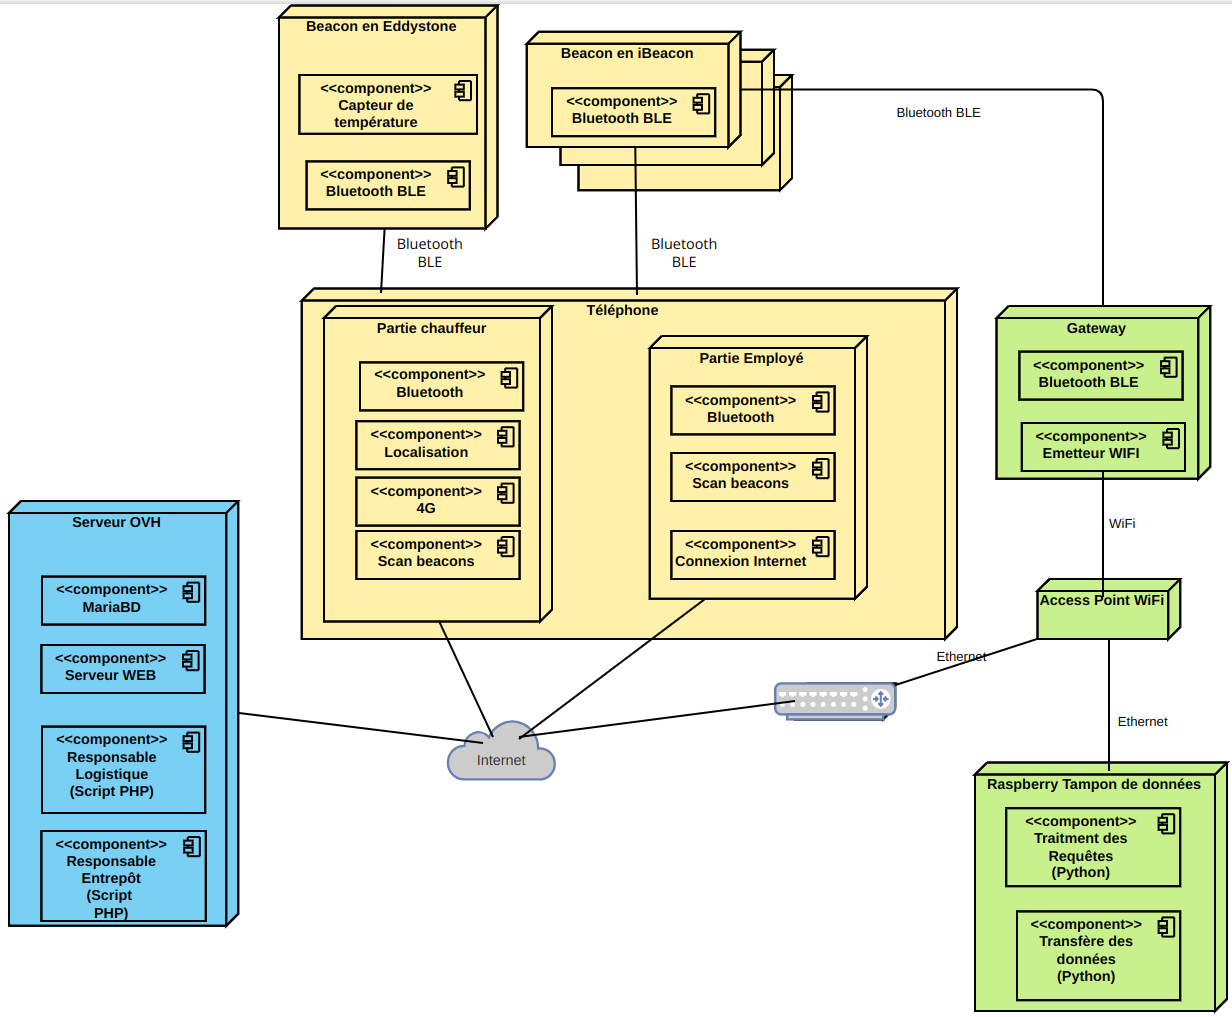 Beacon en Eddystone
<<component>>
Capteur de
température
<<component>>
Bluetooth BLE
Beacon en iBeacon
<<component>>
Bluetooth BLE
Bluetooth BLE
Bluetooth
BLE
Bluetooth
BLE
Téléphone
Partie chauffeur
<<component>>
Bluetooth
<<component>>
Localisation
<<component>>
4G
<<component>>
Scan beacons
Partie Employé
<<component>>
Bluetooth
<<component>>
Scan beacons
<<component>>
Connexion Internet
Gateway
<<component>>
Bluetooth BLE
<<component>>
Emetteur WIFI
WiFi
Access Point WiFi
Ethernet
Ethernet
Serveur OVH
<<component>>
MariaBD
<<component>>
Serveur WEB
<<component>>
Responsable
Logistique
(Script PHP)
<<component>>
Responsable
Entrepôt
(Script
PHP)
Internet
Raspberry Tampon de données
<<component>>
Traitment des
Requêtes
(Python)
<<component>>
Transfère des
données
(Python)